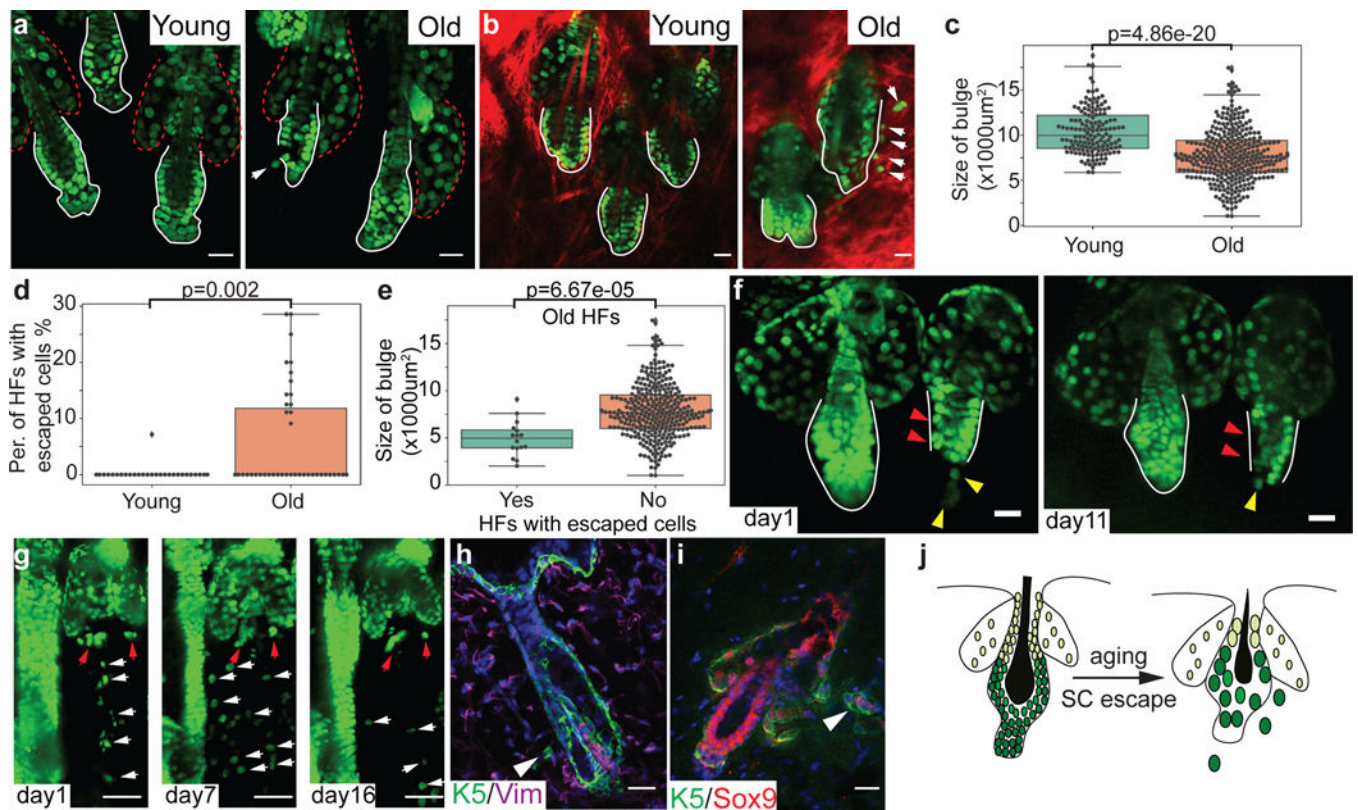 a Young Old
b Young Old
c
p=4.86e-20
Size of bulge
(x1000um²)
15
10
5
0
Young Old
d
p=0.002
Per. of HFs with
escaped cells %
30
20
10
0
Young Old
e
p=6.67e-05
Old HFs
Size of bulge
(x1000um²)
15
10
5
0
Yes No
HFs with escaped cells
f
day1 day11
g
day1 day7 day16
h
K5/Vim
i
K5/Sox9
j
aging
SC escape